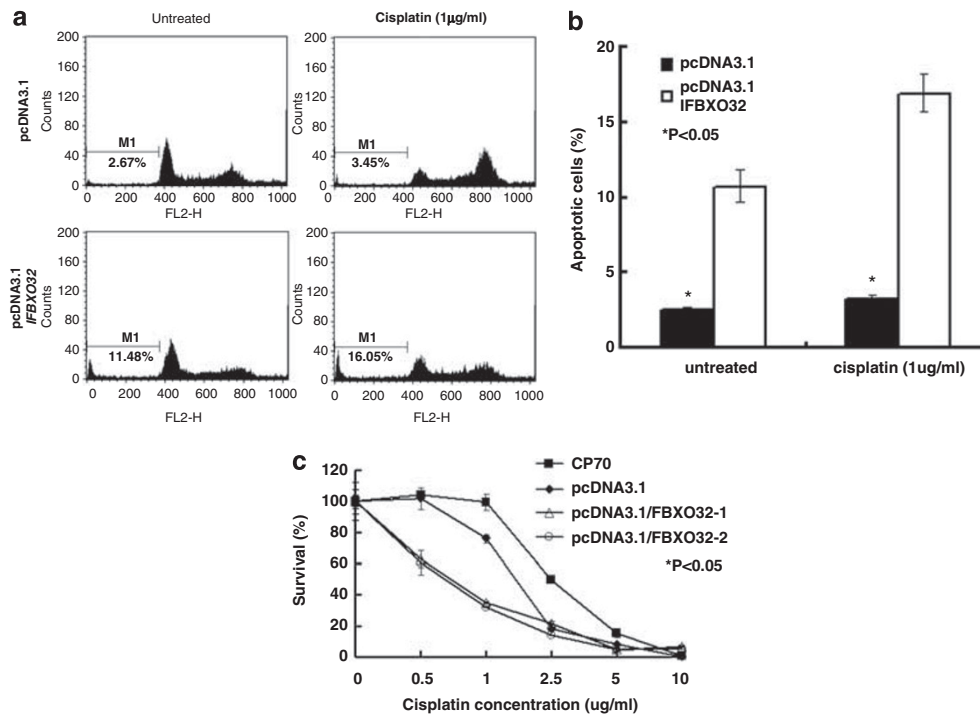 a
Untreated
Cisplatin (1μg/ml)
pcDNA3.1
Counts
200
160
120
80
40
0
M1
2.67%
0 200 400 600 800 1000
FL2-H
Counts
200
160
120
80
40
0
M1
3.45%
0 200 400 600 800 1000
FL2-H
pcDNA3.1
IFBXO32
Counts
200
160
120
80
40
0
M1
11.48%
0 200 400 600 800 1000
FL2-H
Counts
200
160
120
80
40
0
M1
16.05%
0 200 400 600 800 1000
FL2-H
b
Apoptotic cells (%)
20
15
10
5
0
pcDNA3.1
pcDNA3.1
IFBXO32
*P<0.05
*
*
untreated
cisplatin (1ug/ml)
c
Survival (%)
120
100
80
60
40
20
0
CP70
pcDNA3.1
pcDNA3.1/FBXO32-1
pcDNA3.1/FBXO32-2
*P<0.05
0 0.5 1 2.5 5 10
Cisplatin concentration (ug/ml)